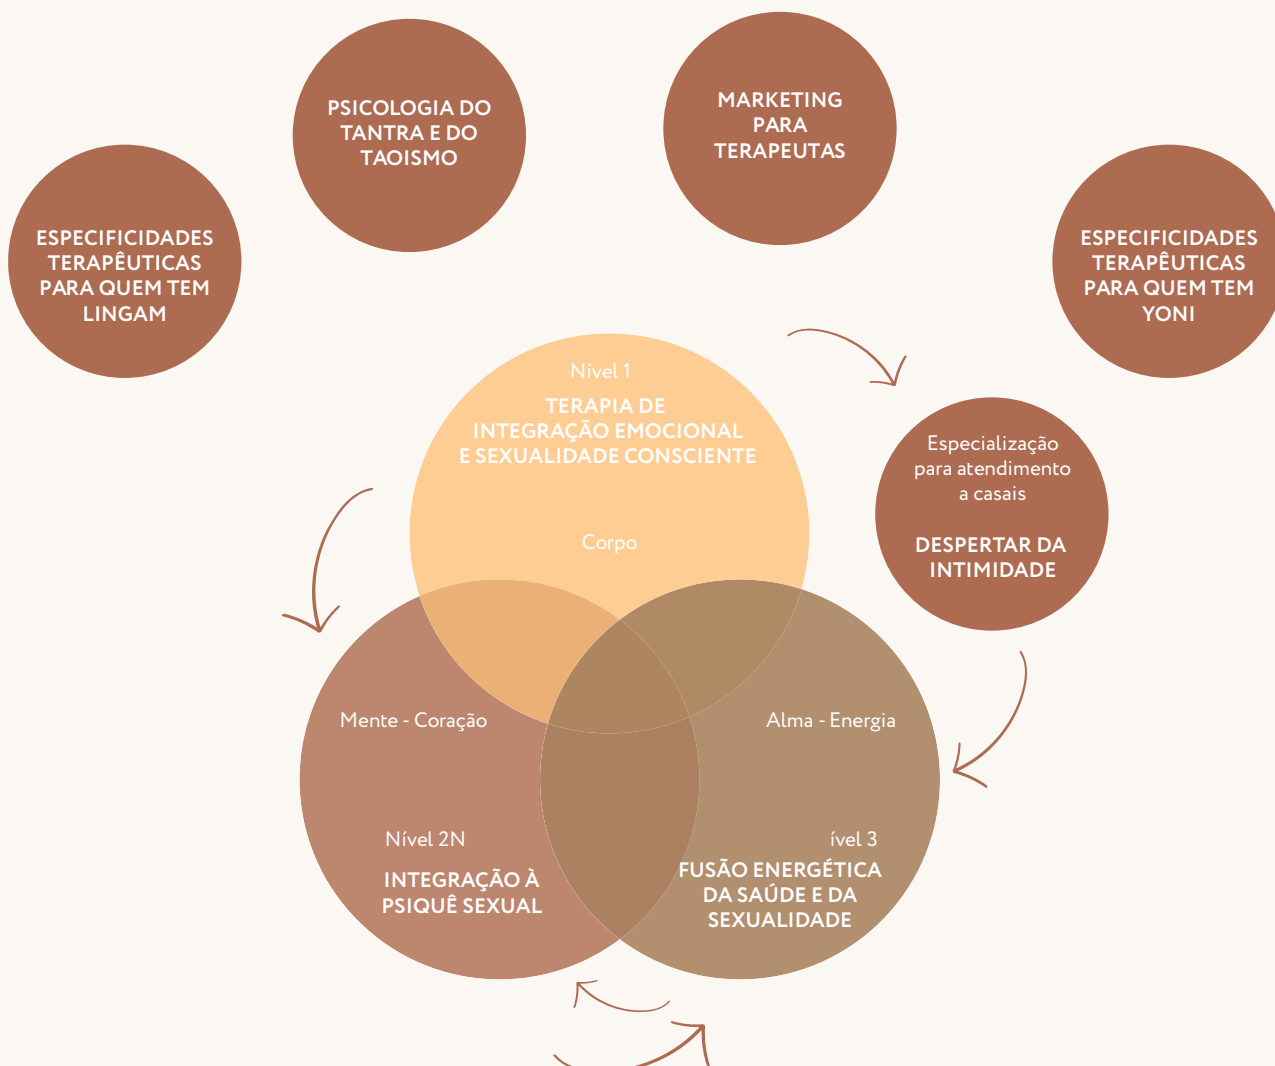 PSICOLOGIA DO
TANTRA E DO
TAOISMO
MARKETING
PARA
TERAPEUTAS
ESPECIFICIDADES
TERAPÊUTICAS
PARA QUEM TEM
LINGAM
ESPECIFICIDADES
TERAPÊUTICAS
PARA QUEM TEM
YONI
Nível 1
TERAPIA DE
INTEGRAÇÃO EMOCIONAL
E SEXUALIDADE CONSCIENTE
Corpo
Especialização
para atendimento
a casais
DESPERTAR DA
INTIMIDADE
Mente - Coração
Alma - Energia
Nível 2N
INTEGRAÇÃO À
PSIQUÊ SEXUAL
ível 3
FUSÃO ENERGÉTICA
DA SAÚDE E DA
SEXUALIDADE